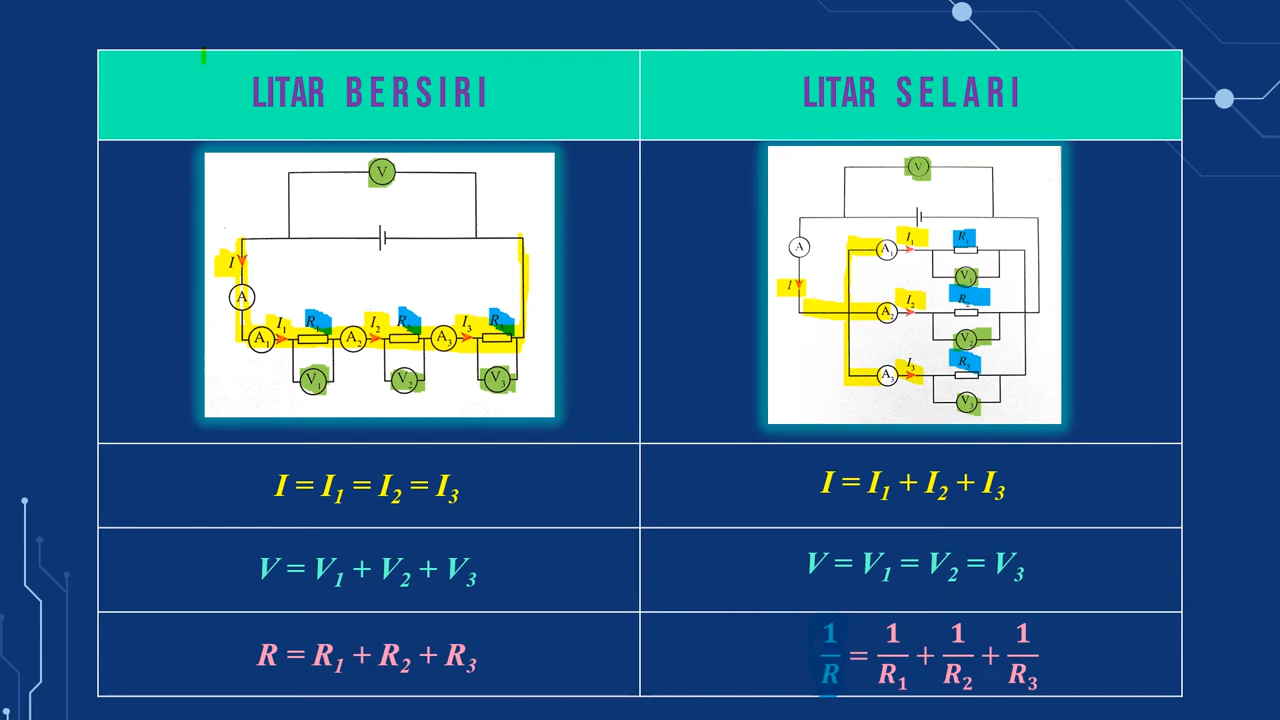 LITAR BERSIRI
LITAR SELARI
V
I
A
A₁ I₁ R₁ A₂ I₂ R₂ A₃ I₃ R₃
V₁ V₂ V₃
V
A
I
A₁ I₁ R₁
V₁
A₂ I₂ R₂
V₂
A₃ I₃ R₃
V₃
I = I₁ = I₂ = I₃
I = I₁ + I₂ + I₃
V = V₁ + V₂ + V₃
V = V₁ = V₂ = V₃
R = R₁ + R₂ + R₃
1/R = 1/R₁ + 1/R₂ + 1/R₃